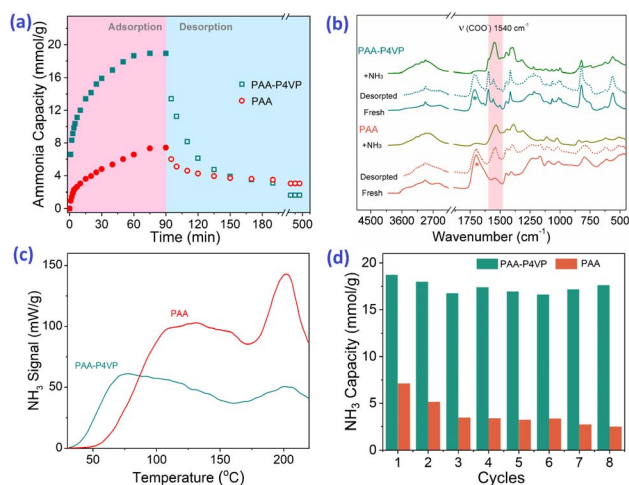 (a)
Adsorption
Desorption
Ammonia Capacity (mmol/g)
24
20
16
12
8
4
0
PAA-P4VP
PAA
0 30 60 90 120 150 190 500
Time (min)
(b)
ν (COO⁻) 1540 cm⁻¹
PAA-P4VP
+NH₃
Desorpted
*
Fresh
PAA
+NH₃
Desorpted
*
Fresh
4500 3600 2700 1750 1500 1250 1000 750 500
Wavenumber (cm⁻¹)
(c)
NH₃ Signal (mW/g)
150
100
50
0
PAA
PAA-P4VP
50 100 150 200
Temperature (°C)
(d)
NH₃ Capacity (mmol/g)
20
15
10
5
0
PAA-P4VP
PAA
1 2 3 4 5 6 7 8
Cycles